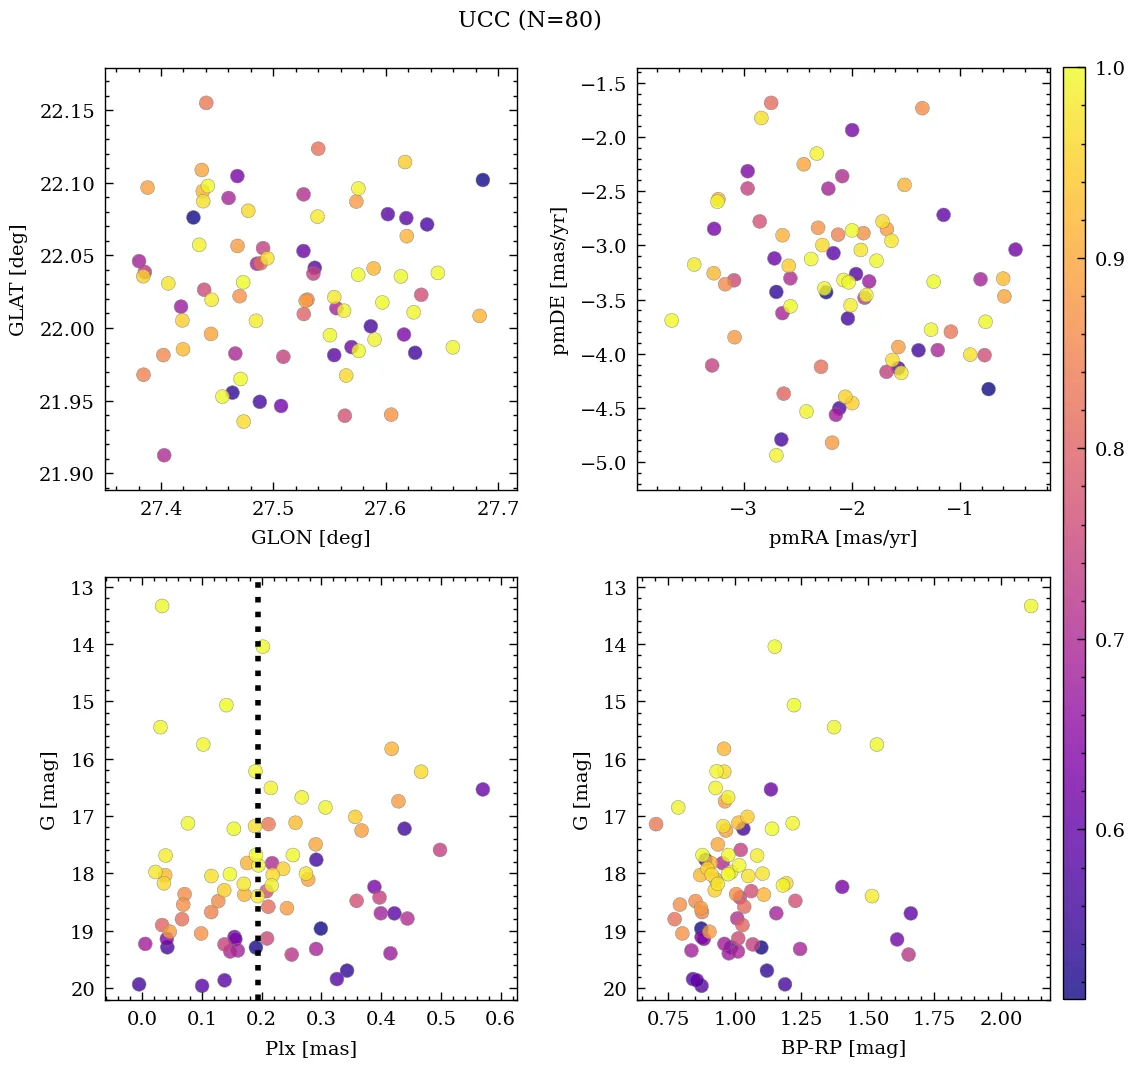 UCC (N=80)
22.15
22.10
22.05
22.00
21.95
21.90
GLAT [deg]
27.4 27.5 27.6 27.7
GLON [deg]
−1.5
−2.0
−2.5
−3.0
−3.5
−4.0
−4.5
−5.0
pmDE [mas/yr]
−3 −2 −1
pmRA [mas/yr]
1.0
0.9
0.8
0.7
0.6
13
14
15
16
17
18
19
20
G [mag]
0.0 0.1 0.2 0.3 0.4 0.5 0.6
Plx [mas]
13
14
15
16
17
18
19
20
G [mag]
0.75 1.00 1.25 1.50 1.75 2.00
BP-RP [mag]